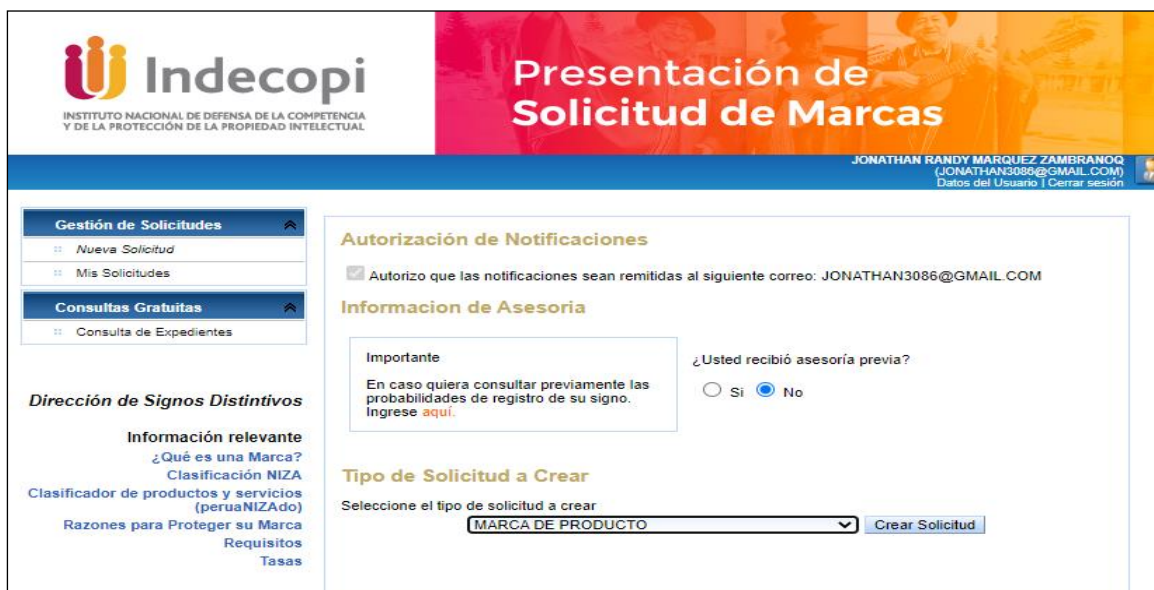 Indecopi
INSTITUTO NACIONAL DE DEFENSA DE LA COMPETENCIA
Y DE LA PROTECCIÓN DE LA PROPIEDAD INTELECTUAL
Presentación de
Solicitud de Marcas
JONATHAN RANDY MARQUEZ ZAMBRANOQ
(JONATHAN3086@GMAIL.COM)
Datos del Usuario | Cerrar sesión
Gestión de Solicitudes
Nueva Solicitud
Mis Solicitudes
Consultas Gratuitas
Consulta de Expedientes
Dirección de Signos Distintivos
Información relevante
¿Qué es una Marca?
Clasificación NIZA
Clasificador de productos y servicios
(peruaNIZAdo)
Razones para Proteger su Marca
Requisitos
Tasas
Autorización de Notificaciones
Autorizo que las notificaciones sean remitidas al siguiente correo: JONATHAN3086@GMAIL.COM
Informacion de Asesoria
Importante
En caso quiera consultar previamente las
probabilidades de registro de su signo.
Ingrese aquí.
¿Usted recibió asesoría previa?
Si No
Tipo de Solicitud a Crear
Seleccione el tipo de solicitud a crear
MARCA DE PRODUCTO Crear Solicitud